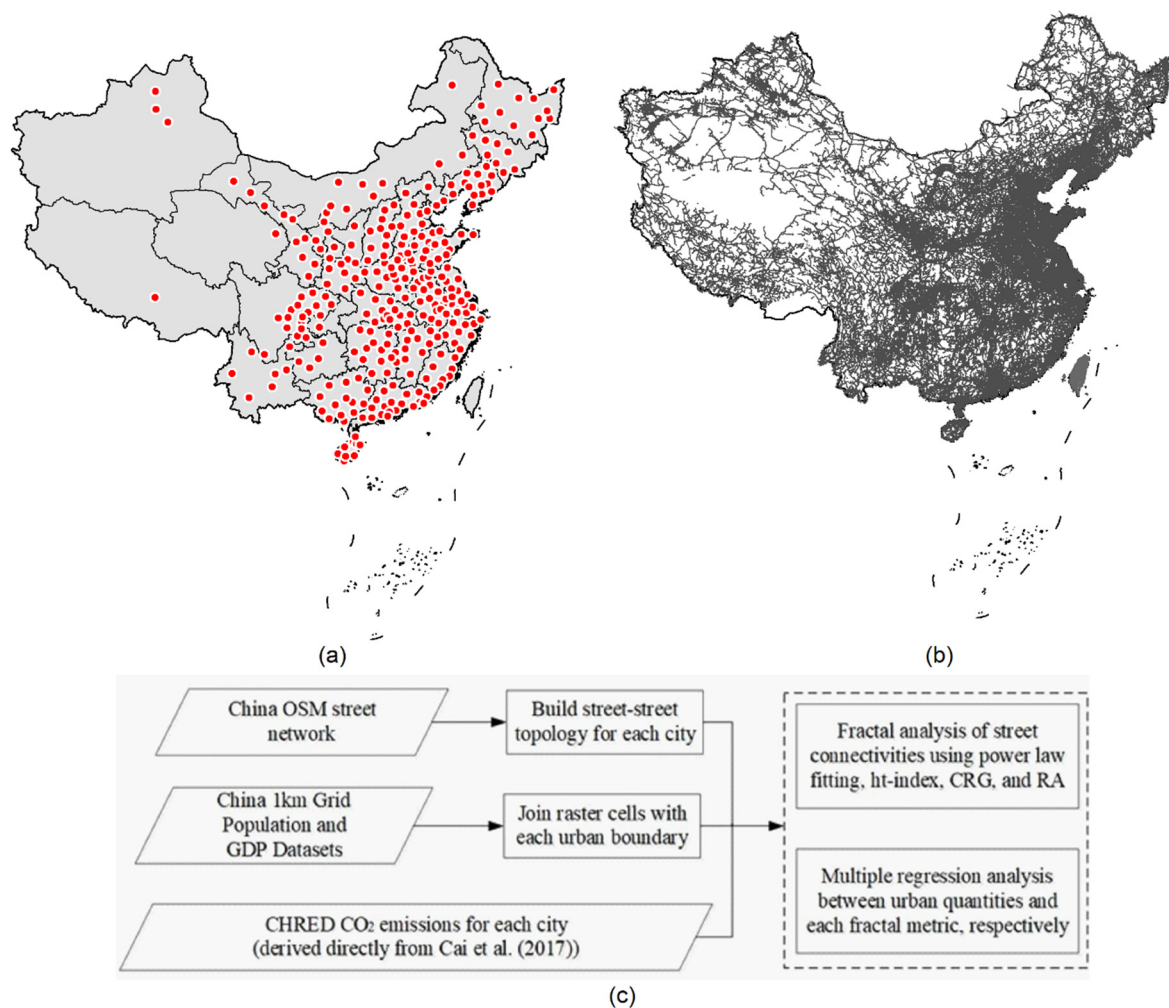 (a)
(b)
China OSM street
network
Build street-street
topology for each city
Fractal analysis of street
connectivities using power law
fitting, ht-index, CRG, and RA
China 1km Grid
Population and
GDP Datasets
Join raster cells with
each urban boundary
Multiple regression analysis
between urban quantities and
each fractal metric, respectively
CHRED CO₂ emissions for each city
(derived directly from Cai et al. (2017))
(c)